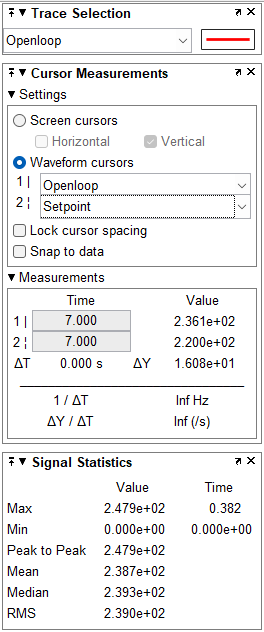 Trace Selection
Openloop
Cursor Measurements
Settings
Screen cursors
Horizontal Vertical
Waveform cursors
1 | Openloop
2 ¦ Setpoint
Lock cursor spacing
Snap to data
Measurements
Time Value
1 | 7.000 2.361e+02
2 ¦ 7.000 2.200e+02
ΔT 0.000 s ΔY 1.608e+01
1 / ΔT Inf Hz
ΔY / ΔT Inf (/s)
Signal Statistics
Value Time
Max 2.479e+02 0.382
Min 0.000e+00 0.000e+00
Peak to Peak 2.479e+02
Mean 2.387e+02
Median 2.393e+02
RMS 2.390e+02